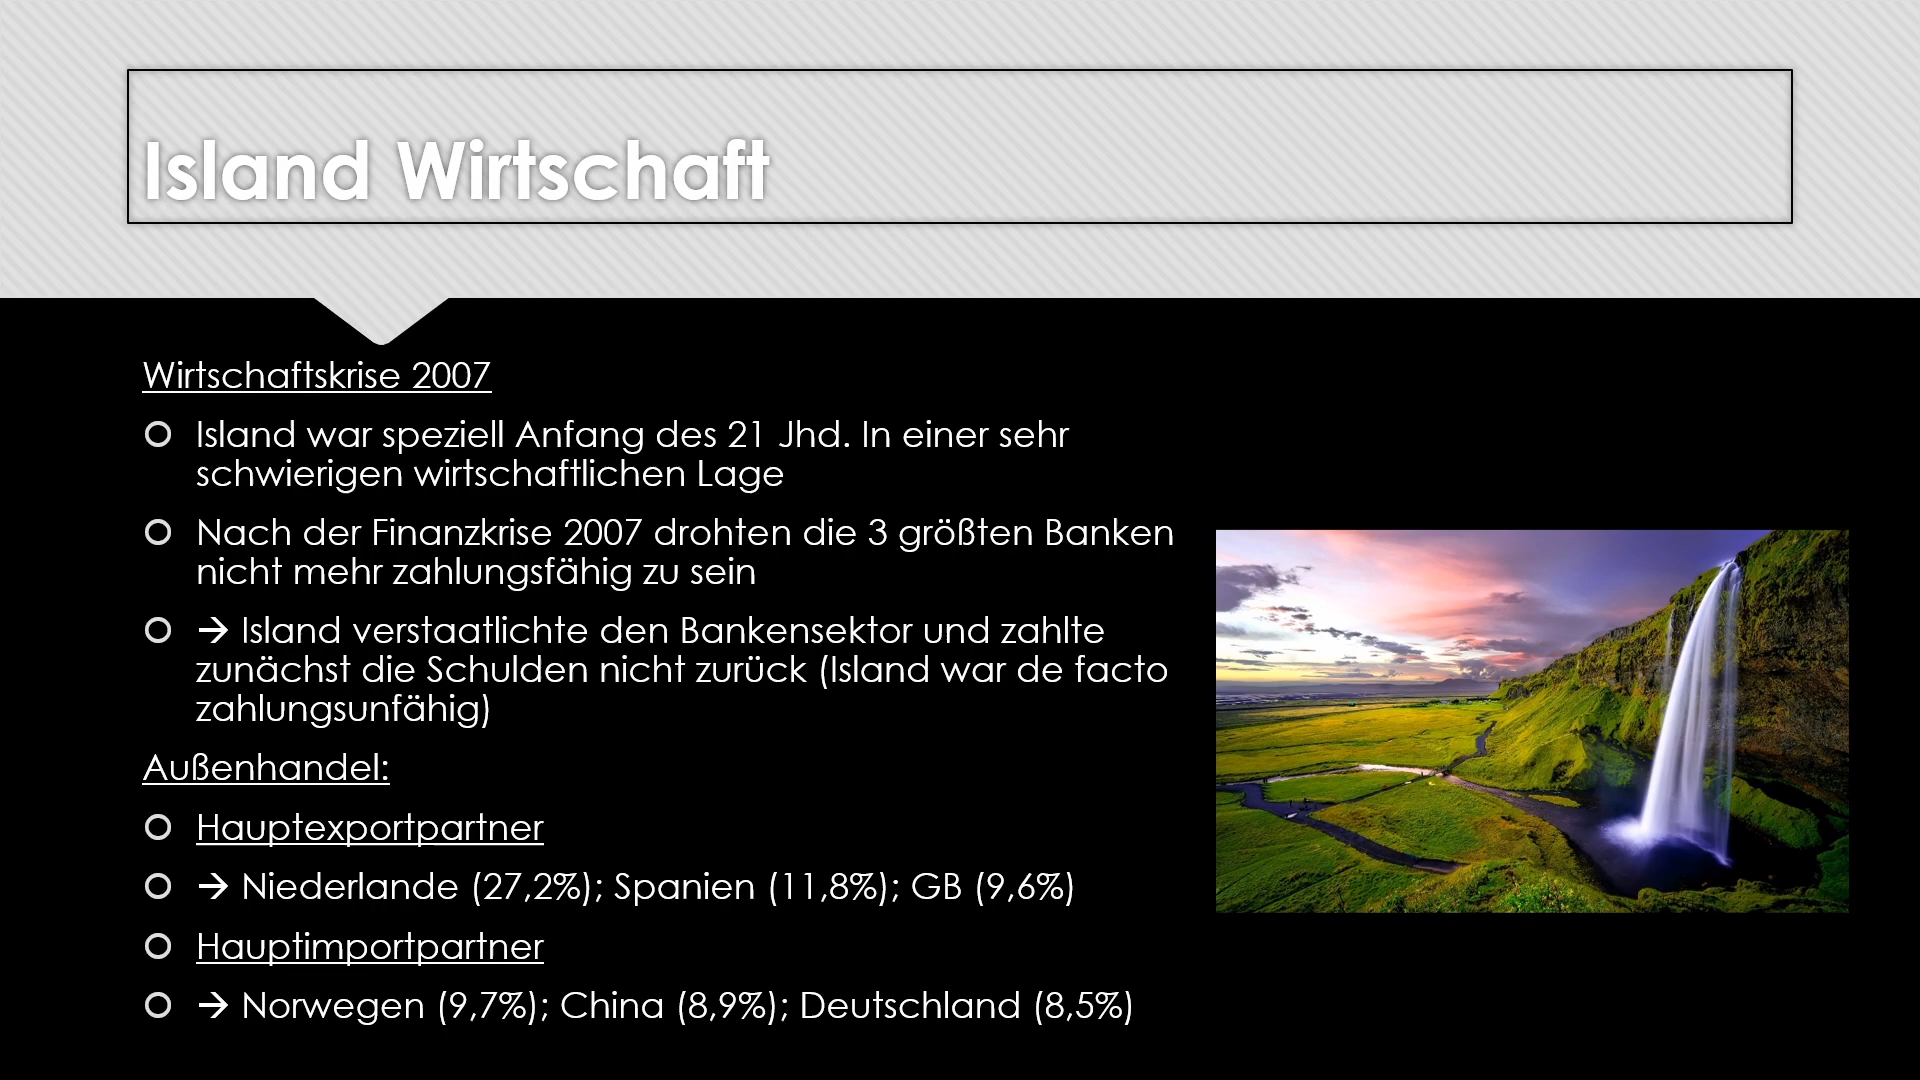 Island Wirtschaft
Wirtschaftskrise 2007
Island war speziell Anfang des 21 Jhd. In einer sehr
schwierigen wirtschaftlichen Lage
Nach der Finanzkrise 2007 drohten die 3 größten Banken
nicht mehr zahlungsfähig zu sein
→ Island verstaatlichte den Bankensektor und zahlte
zunächst die Schulden nicht zurück (Island war de facto
zahlungsunfähig)
Außenhandel:
Hauptexportpartner
→ Niederlande (27,2%); Spanien (11,8%); GB (9,6%)
Hauptimportpartner
→ Norwegen (9,7%); China (8,9%); Deutschland (8,5%)